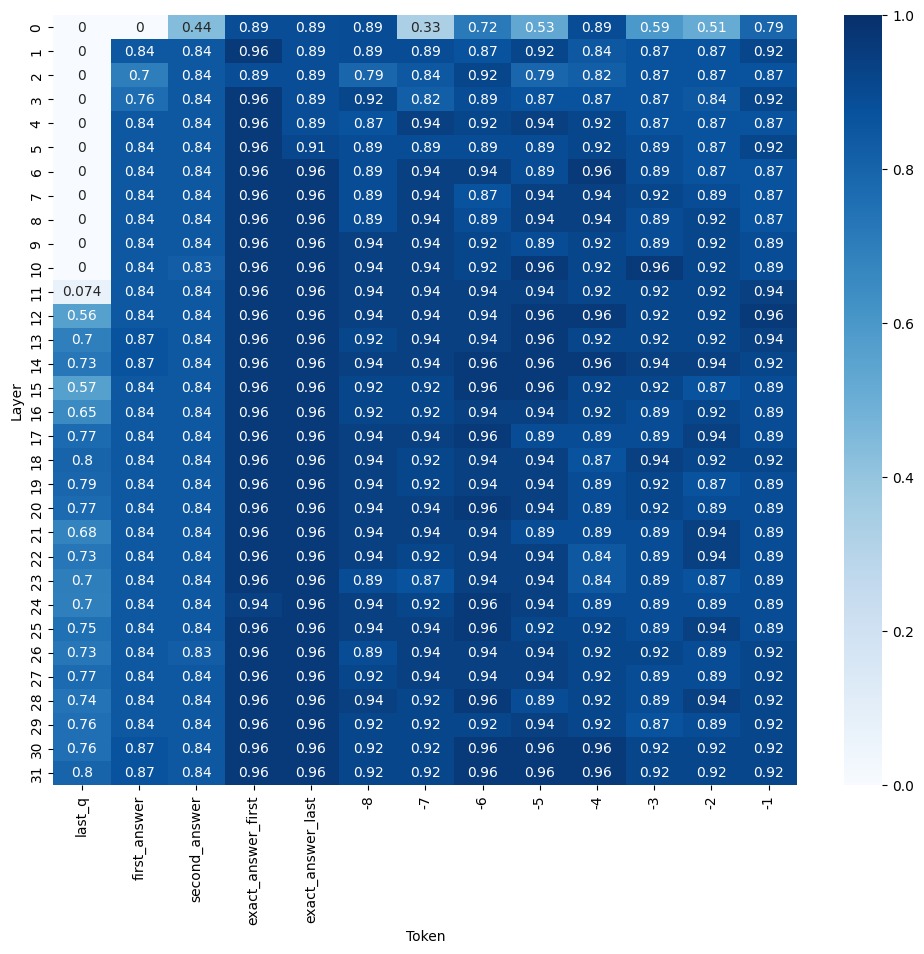 0 0 0 0.44 0.89 0.89 0.89 0.33 0.72 0.53 0.89 0.59 0.51 0.79
1 0 0.84 0.84 0.96 0.89 0.89 0.89 0.87 0.92 0.84 0.87 0.87 0.92
2 0 0.7 0.84 0.89 0.89 0.79 0.84 0.92 0.79 0.82 0.87 0.87 0.87
3 0 0.76 0.84 0.96 0.89 0.92 0.82 0.89 0.87 0.87 0.87 0.84 0.92
4 0 0.84 0.84 0.96 0.89 0.87 0.94 0.92 0.94 0.92 0.87 0.87 0.87
5 0 0.84 0.84 0.96 0.91 0.89 0.89 0.89 0.89 0.92 0.89 0.87 0.92
6 0 0.84 0.84 0.96 0.96 0.89 0.94 0.94 0.89 0.96 0.89 0.87 0.87
7 0 0.84 0.84 0.96 0.96 0.89 0.94 0.87 0.94 0.94 0.92 0.89 0.87
8 0 0.84 0.84 0.96 0.96 0.89 0.94 0.89 0.94 0.94 0.89 0.92 0.87
9 0 0.84 0.84 0.96 0.96 0.94 0.94 0.92 0.89 0.92 0.89 0.92 0.89
10 0 0.84 0.83 0.96 0.96 0.94 0.94 0.92 0.96 0.92 0.96 0.92 0.89
11 0.074 0.84 0.84 0.96 0.96 0.94 0.94 0.94 0.94 0.92 0.92 0.92 0.94
12 0.56 0.84 0.84 0.96 0.96 0.94 0.94 0.94 0.96 0.96 0.92 0.92 0.96
13 0.7 0.87 0.84 0.96 0.96 0.92 0.94 0.94 0.96 0.92 0.92 0.92 0.94
14 0.73 0.87 0.84 0.96 0.96 0.94 0.94 0.96 0.96 0.96 0.94 0.94 0.92
15 0.57 0.84 0.84 0.96 0.96 0.92 0.92 0.96 0.96 0.92 0.92 0.87 0.89
16 0.65 0.84 0.84 0.96 0.96 0.92 0.92 0.94 0.94 0.92 0.89 0.92 0.89
17 0.77 0.84 0.84 0.96 0.96 0.94 0.94 0.96 0.89 0.89 0.89 0.94 0.89
18 0.8 0.84 0.84 0.96 0.96 0.94 0.92 0.94 0.94 0.87 0.94 0.92 0.92
19 0.79 0.84 0.84 0.96 0.96 0.94 0.92 0.94 0.94 0.89 0.92 0.87 0.89
20 0.77 0.84 0.84 0.96 0.96 0.94 0.94 0.96 0.94 0.89 0.92 0.89 0.89
21 0.68 0.84 0.84 0.96 0.96 0.94 0.94 0.94 0.89 0.89 0.89 0.94 0.89
22 0.73 0.84 0.84 0.96 0.96 0.94 0.92 0.94 0.94 0.84 0.89 0.94 0.89
23 0.7 0.84 0.84 0.96 0.96 0.89 0.87 0.94 0.94 0.84 0.89 0.87 0.89
24 0.7 0.84 0.84 0.94 0.96 0.94 0.92 0.96 0.94 0.89 0.89 0.89 0.89
25 0.75 0.84 0.84 0.96 0.96 0.94 0.94 0.96 0.92 0.92 0.89 0.94 0.89
26 0.73 0.84 0.83 0.96 0.96 0.89 0.94 0.94 0.94 0.92 0.92 0.89 0.92
27 0.77 0.84 0.84 0.96 0.96 0.92 0.94 0.94 0.94 0.92 0.89 0.89 0.92
28 0.74 0.84 0.84 0.96 0.96 0.94 0.92 0.96 0.89 0.92 0.89 0.94 0.92
29 0.76 0.84 0.84 0.96 0.96 0.92 0.92 0.92 0.94 0.92 0.87 0.89 0.92
30 0.76 0.87 0.84 0.96 0.96 0.92 0.92 0.96 0.96 0.96 0.92 0.92 0.92
31 0.8 0.87 0.84 0.96 0.96 0.92 0.92 0.96 0.96 0.96 0.92 0.92 0.92
Layer
last_q first_answer second_answer exact_answer_first exact_answer_last -8 -7 -6 -5 -4 -3 -2 -1
Token
1.0
0.8
0.6
0.4
0.2
0.0